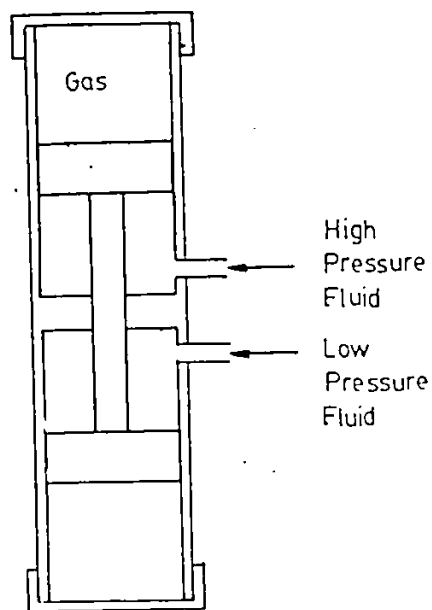 Gas
High
Pressure
Fluid
Low
Pressure
Fluid